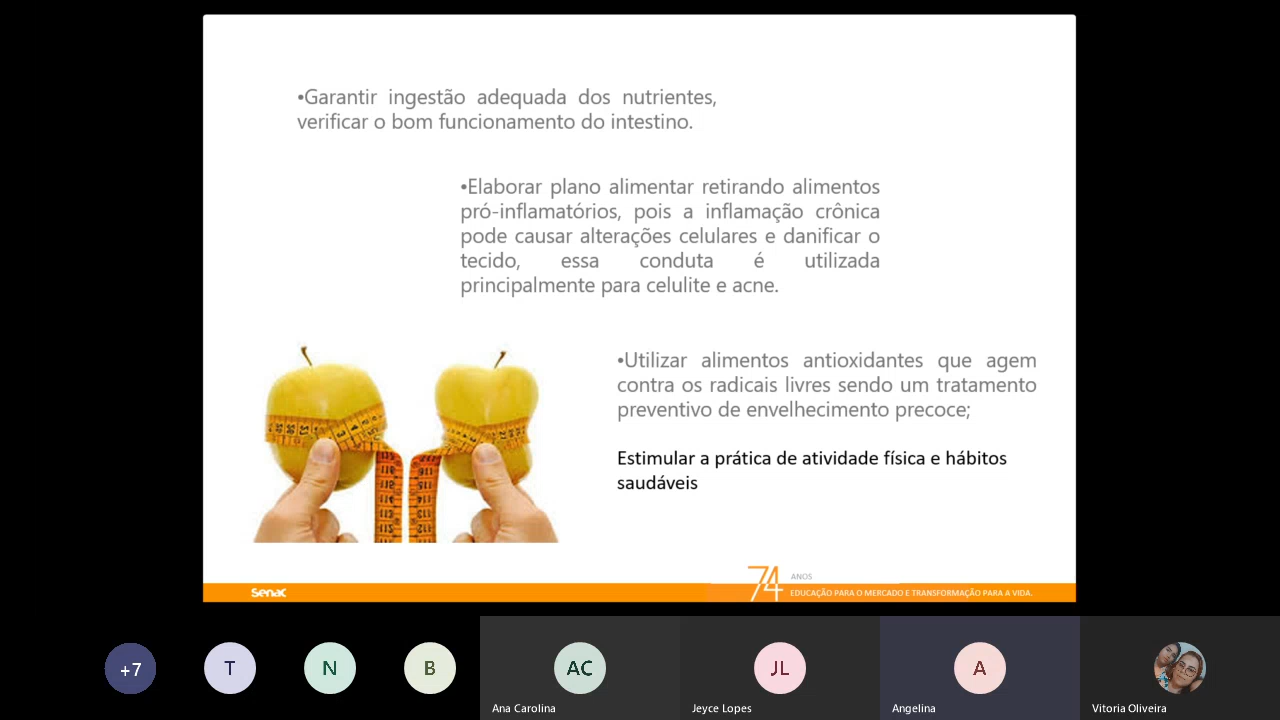 •Garantir ingestão adequada dos nutrientes,
verificar o bom funcionamento do intestino.
•Elaborar plano alimentar retirando alimentos
pró-inflamatórios, pois a inflamação crônica
pode causar alterações celulares e danificar o
tecido, essa conduta é utilizada
principalmente para celulite e acne.
•Utilizar alimentos antioxidantes que agem
contra os radicais livres sendo um tratamento
preventivo de envelhecimento precoce;
Estimular a prática de atividade física e hábitos
saudáveis
Senac
74 ANOS
EDUCAÇÃO PARA O MERCADO E TRANSFORMAÇÃO PARA A VIDA.
+7
T
N
B
AC
JL
A
Ana Carolina
Jeyce Lopes
Angelina
Vitoria Oliveira